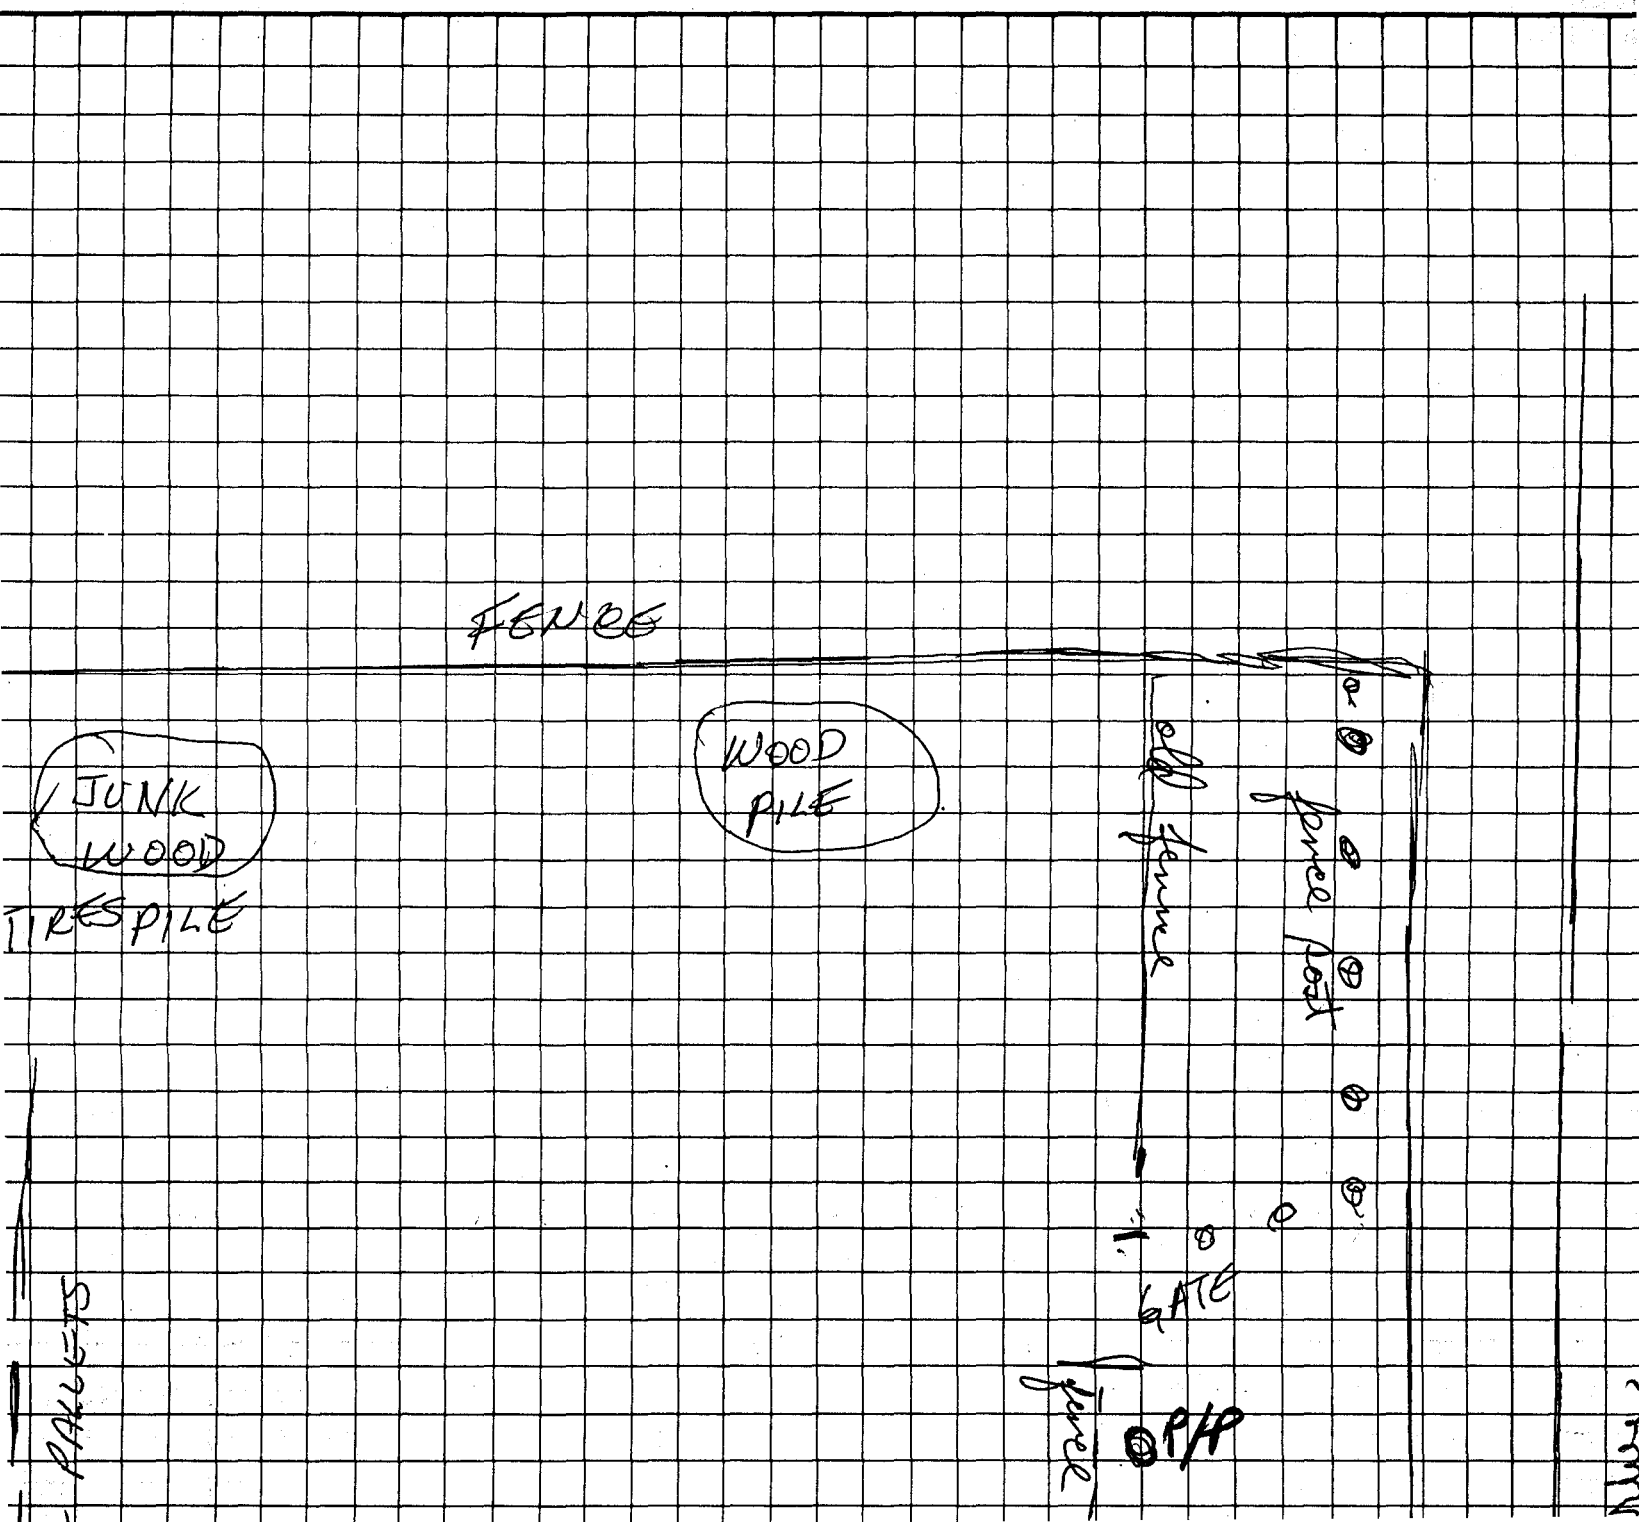 FENCE
WOOD
PILE
JUNK
WOOD
TIRES PILE
old fence
fence post
GATE
PALLETS
fence
P/P